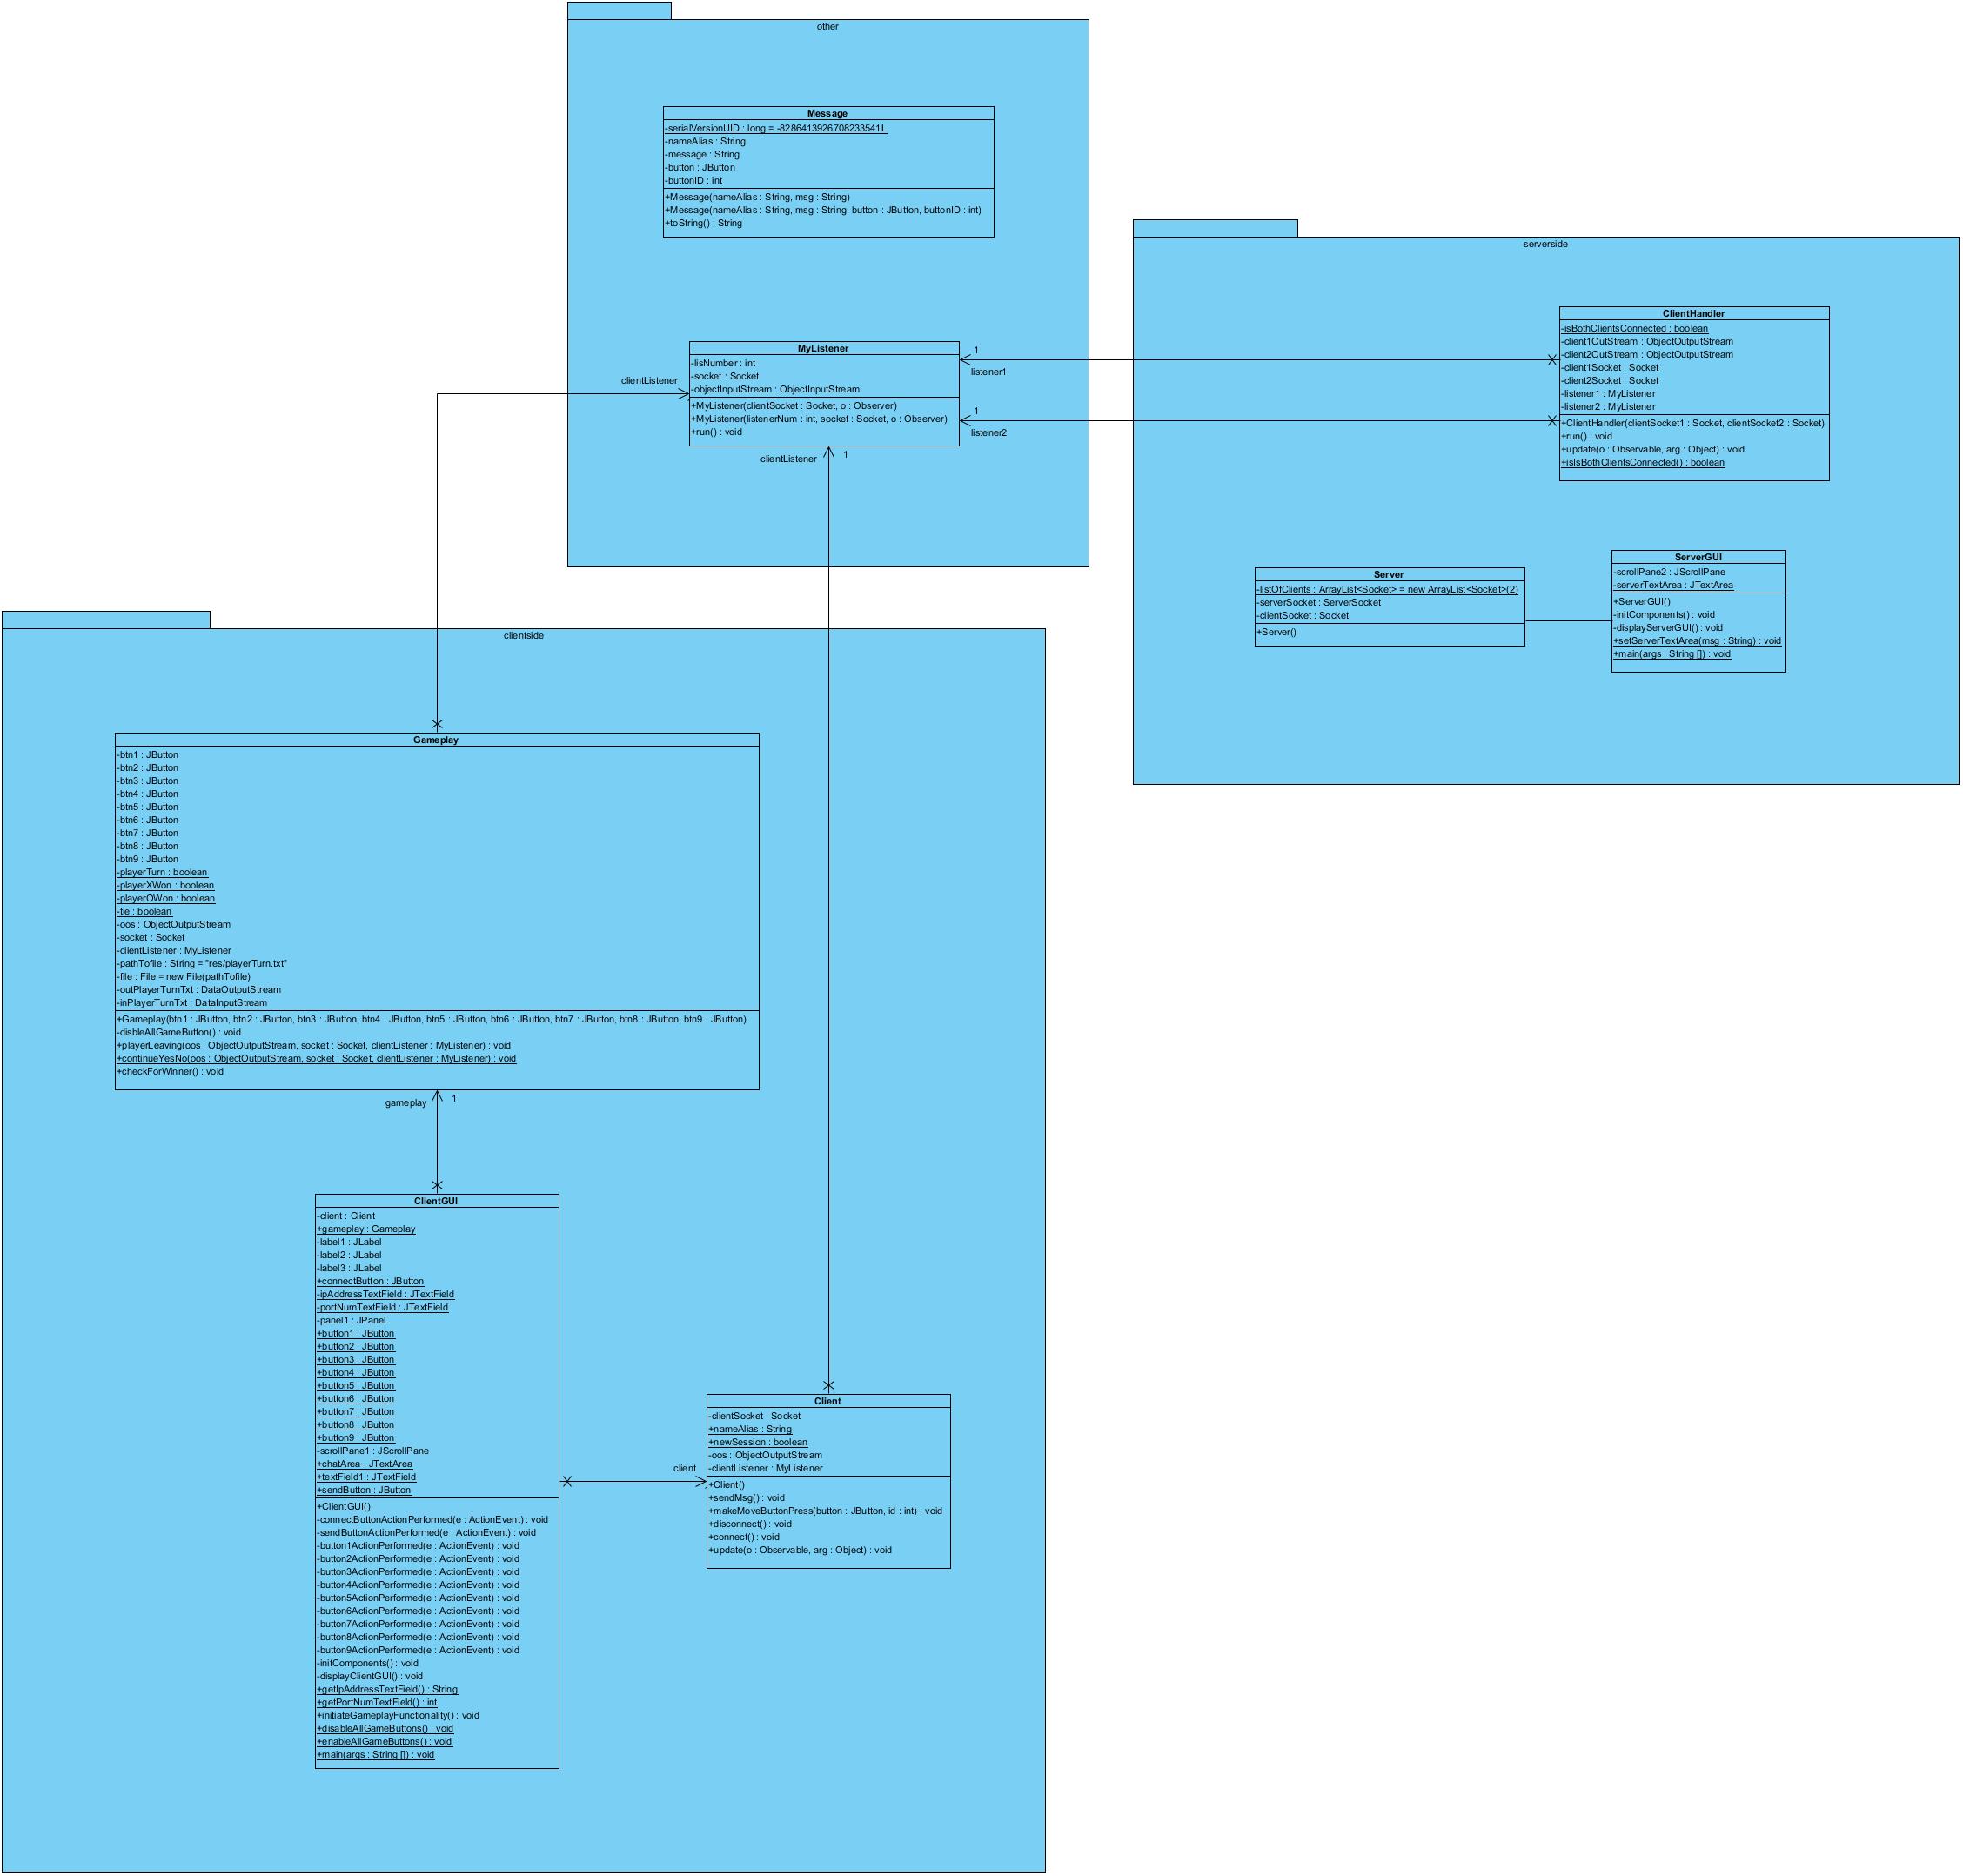 other
Message
-serialVersionUID : long = -8286413926708233541L
-nameAlias : String
-message : String
-button : JButton
-buttonID : int
+Message(nameAlias : String, msg : String)
+Message(nameAlias : String, msg : String, button : JButton, buttonID : int)
+toString() : String
MyListener
-lisNumber : int
-socket : Socket
-objectInputStream : ObjectInputStream
+MyListener(clientSocket : Socket, o : Observer)
+MyListener(listenerNum : int, socket : Socket, o : Observer)
+run() : void
clientListener
clientListener
1
1
listener1
1
listener2
serverside
ClientHandler
-isBothClientsConnected : boolean
-client1OutStream : ObjectOutputStream
-client2OutStream : ObjectOutputStream
-client1Socket : Socket
-client2Socket : Socket
-listener1 : MyListener
-listener2 : MyListener
+ClientHandler(clientSocket1 : Socket, clientSocket2 : Socket)
+run() : void
+update(o : Observable, arg : Object) : void
+isIsBothClientsConnected() : boolean
Server
-listOfClients : ArrayList<Socket> = new ArrayList<Socket>(2)
-serverSocket : ServerSocket
-clientSocket : Socket
+Server()
ServerGUI
-scrollPane2 : JScrollPane
-serverTextArea : JTextArea
+ServerGUI()
-initComponents() : void
-displayServerGUI() : void
+setServerTextArea(msg : String) : void
+main(args : String []) : void
clientside
Gameplay
-btn1 : JButton
-btn2 : JButton
-btn3 : JButton
-btn4 : JButton
-btn5 : JButton
-btn6 : JButton
-btn7 : JButton
-btn8 : JButton
-btn9 : JButton
-playerTurn : boolean
-playerXWon : boolean
-playerOWon : boolean
-tie : boolean
-oos : ObjectOutputStream
-socket : Socket
-clientListener : MyListener
-pathTofile : String = "res/playerTurn.txt"
-file : File = new File(pathTofile)
-outPlayerTurnTxt : DataOutputStream
-inPlayerTurnTxt : DataInputStream
+Gameplay(btn1 : JButton, btn2 : JButton, btn3 : JButton, btn4 : JButton, btn5 : JButton, btn6 : JButton, btn7 : JButton, btn8 : JButton, btn9 : JButton)
-disbleAllGameButton() : void
+playerLeaving(oos : ObjectOutputStream, socket : Socket, clientListener : MyListener) : void
+continueYesNo(oos : ObjectOutputStream, socket : Socket, clientListener : MyListener) : void
+checkForWinner() : void
gameplay
1
ClientGUI
-client : Client
+gameplay : Gameplay
-label1 : JLabel
-label2 : JLabel
-label3 : JLabel
+connectButton : JButton
-ipAddressTextField : JTextField
-portNumTextField : JTextField
-panel1 : JPanel
+button1 : JButton
+button2 : JButton
+button3 : JButton
+button4 : JButton
+button5 : JButton
+button6 : JButton
+button7 : JButton
+button8 : JButton
+button9 : JButton
-scrollPane1 : JScrollPane
+chatArea : JTextArea
+textField1 : JTextField
+sendButton : JButton
+ClientGUI()
-connectButtonActionPerformed(e : ActionEvent) : void
-sendButtonActionPerformed(e : ActionEvent) : void
-button1ActionPerformed(e : ActionEvent) : void
-button2ActionPerformed(e : ActionEvent) : void
-button3ActionPerformed(e : ActionEvent) : void
-button4ActionPerformed(e : ActionEvent) : void
-button5ActionPerformed(e : ActionEvent) : void
-button6ActionPerformed(e : ActionEvent) : void
-button7ActionPerformed(e : ActionEvent) : void
-button8ActionPerformed(e : ActionEvent) : void
-button9ActionPerformed(e : ActionEvent) : void
-initComponents() : void
-displayClientGUI() : void
+getIpAddressTextField() : String
+getPortNumTextField() : int
+initiateGameplayFunctionality() : void
+disableAllGameButtons() : void
+enableAllGameButtons() : void
+main(args : String []) : void
client
Client
-clientSocket : Socket
+nameAlias : String
+newSession : boolean
-oos : ObjectOutputStream
-clientListener : MyListener
+Client()
+sendMsg() : void
+makeMoveButtonPress(button : JButton, id : int) : void
+disconnect() : void
+connect() : void
+update(o : Observable, arg : Object) : void